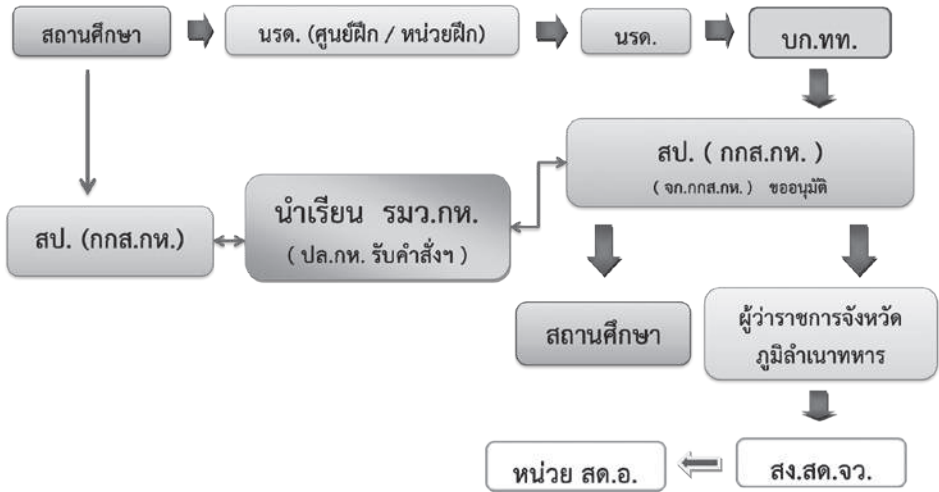 สถานศึกษา
นรด. (ศูนย์ฝึก / หน่วยฝึก)
นรด.
บก.ทท.
สป. ( กกส.กห. )
( จก.กกส.กห. ) ขออนุมัติ
สป. (กกส.กห.)
นำเรียน รมว.กห.
( ปล.กห. รับคำสั่งฯ )
สถานศึกษา
ผู้ว่าราชการจังหวัด
ภูมิลำเนาทหาร
หน่วย สด.อ.
สง.สด.จว.